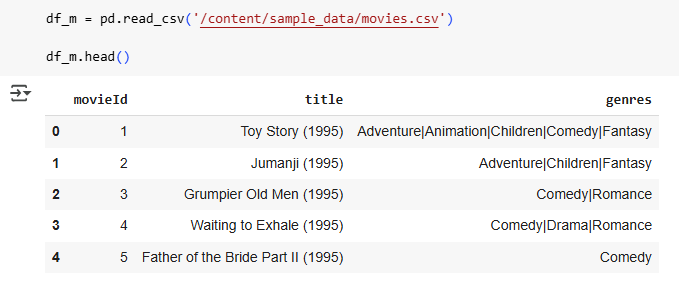 df_m = pd.read_csv('/content/sample_data/movies.csv')
df_m.head()
movieId title genres
0 1 Toy Story (1995) Adventure|Animation|Children|Comedy|Fantasy
1 2 Jumanji (1995) Adventure|Children|Fantasy
2 3 Grumpier Old Men (1995) Comedy|Romance
3 4 Waiting to Exhale (1995) Comedy|Drama|Romance
4 5 Father of the Bride Part II (1995) Comedy